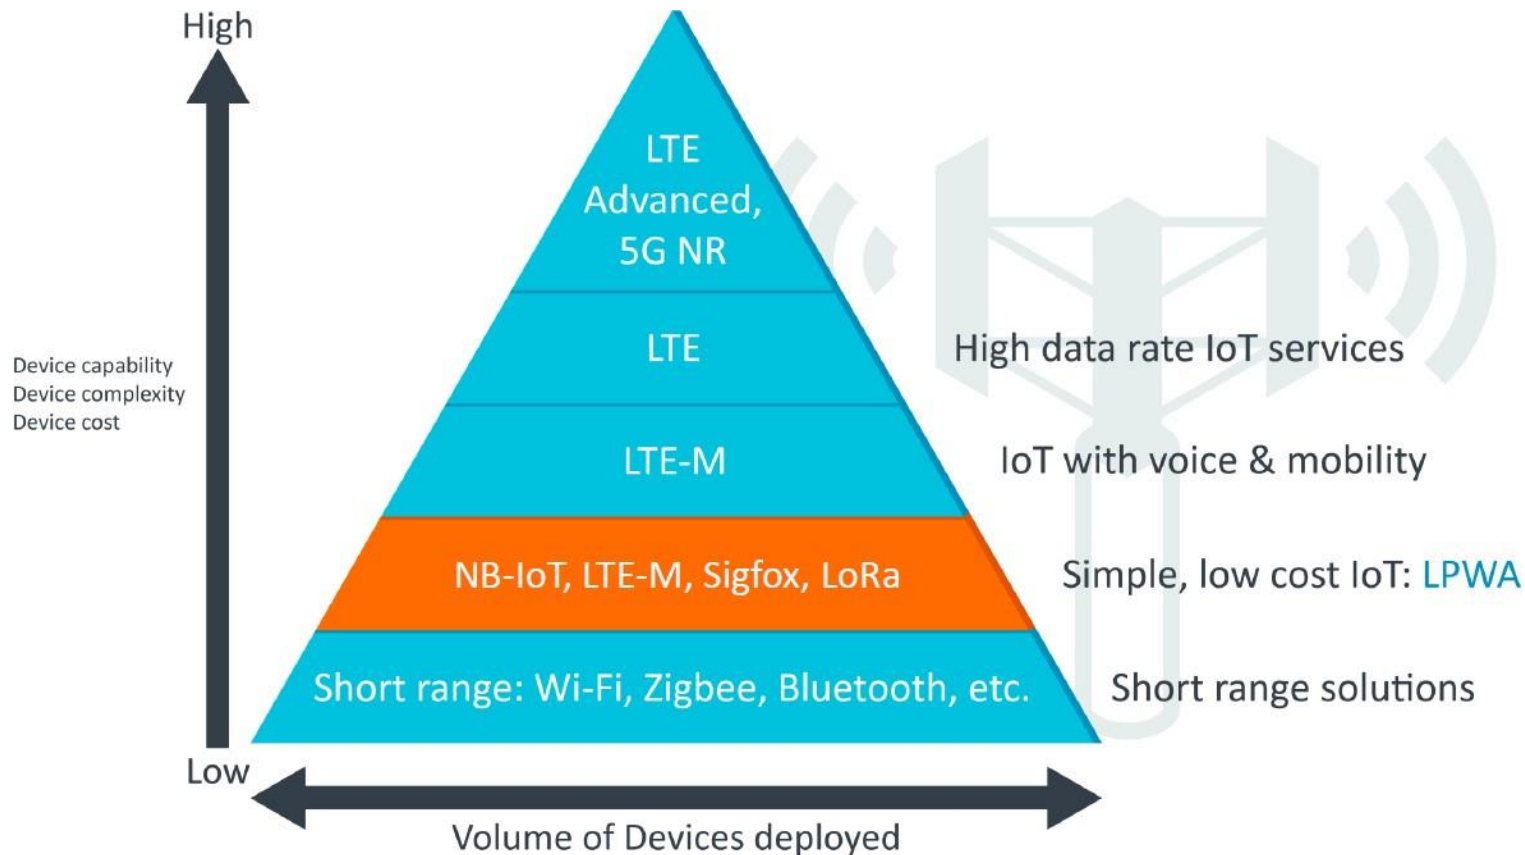 High
LTE
Advanced,
5G NR
LTE
High data rate IoT services
Device capability
Device complexity
Device cost
LTE-M
IoT with voice & mobility
NB-IoT, LTE-M, Sigfox, LoRa
Simple, low cost IoT: LPWA
Short range: Wi-Fi, Zigbee, Bluetooth, etc.
Short range solutions
Low
Volume of Devices deployed